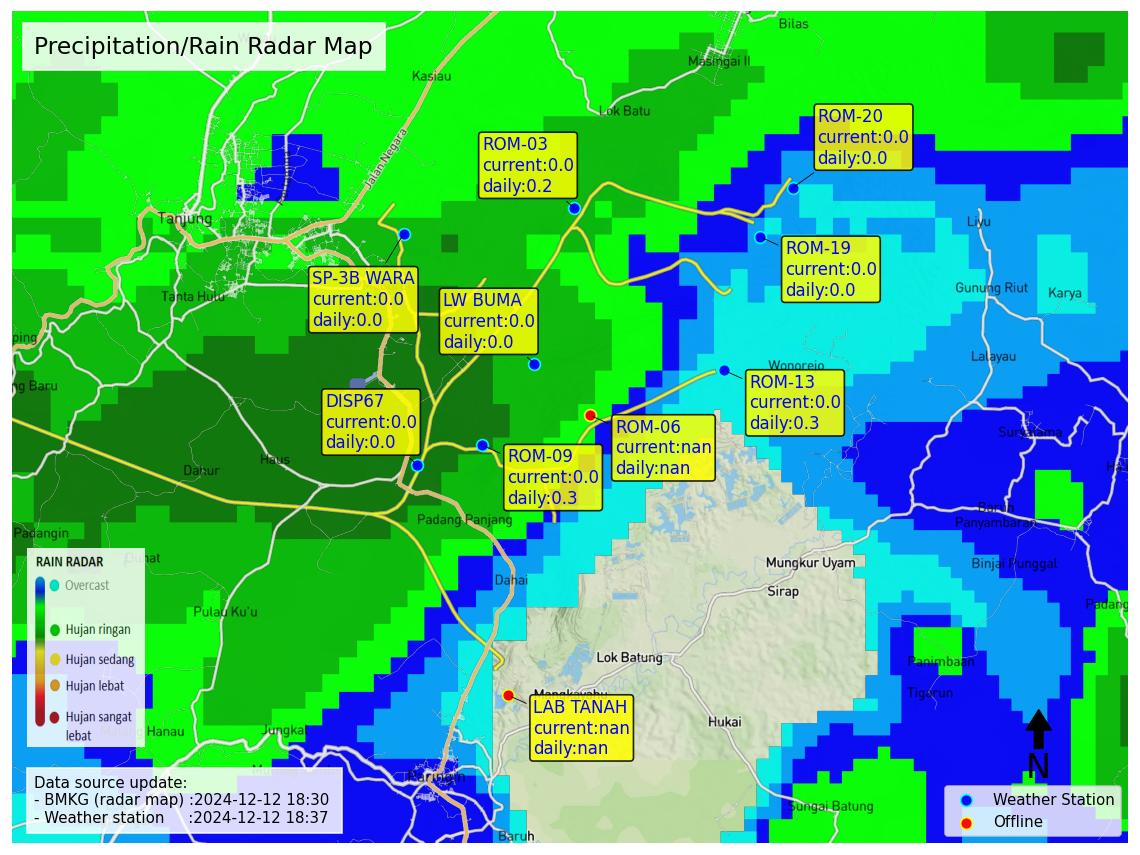 Precipitation/Rain Radar Map
Bilas
Masingai II
Kasiau
Lok Batu
Jalan Negara
ROM-20
current:0.0
daily:0.0
ROM-03
current:0.0
daily:0.2
Tanjung
Liyu
ROM-19
current:0.0
daily:0.0
SP-3B WARA
current:0.0
daily:0.0
LW BUMA
current:0.0
daily:0.0
Tanta Hulu
Gunung Riut
Karya
ping
Lalayau
Wonorejo
ng Baru
ROM-13
current:0.0
daily:0.3
DISP67
current:0.0
daily:0.0
ROM-06
current:nan
daily:nan
Suryatama
ROM-09
current:0.0
daily:0.3
Haus
Dahur
Baruh
Panyambaran
Padang Panjang
Padangin
Mungkur Uyam
Binjai Punggal
Dahai
Sirap
Pulau Ku'u
Padang
RAIN RADAR
Overcast
Hujan ringan
Hujan sedang
Hujan lebat
Hujan sangat
lebat
Lok Batung
Panimbaan
Tigarun
Mangkayahu
LAB TANAH
current:nan
daily:nan
Hukai
Hanau
Jungkal
Paringin
Sungai Batung
Baruh
N
Data source update:
- BMKG (radar map) :2024-12-12 18:30
- Weather station :2024-12-12 18:37
Weather Station
Offline